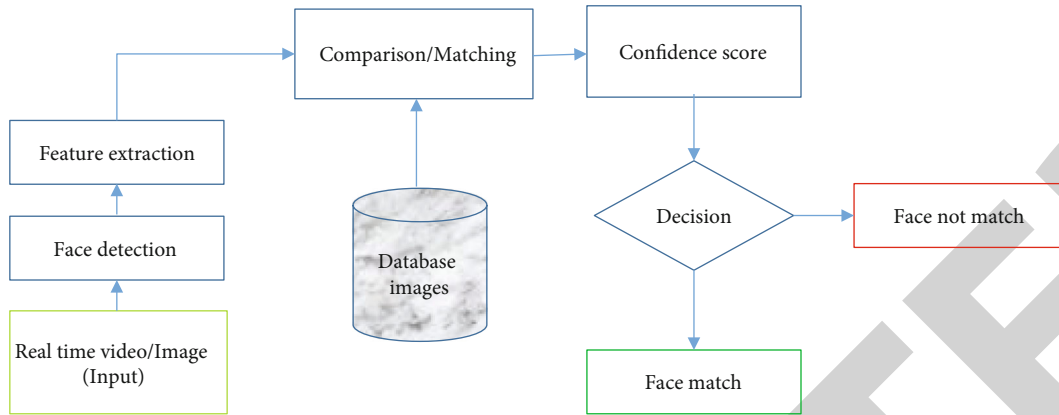 Real time video/Image
(Input)
Face detection
Feature extraction
Comparison/Matching
Database
images
Confidence score
Decision
Face not match
Face match